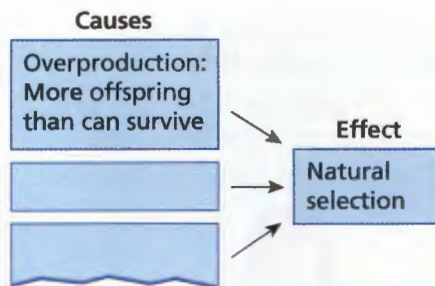 Causes
Overproduction:
More offspring
than can survive
Effect
Natural
selection